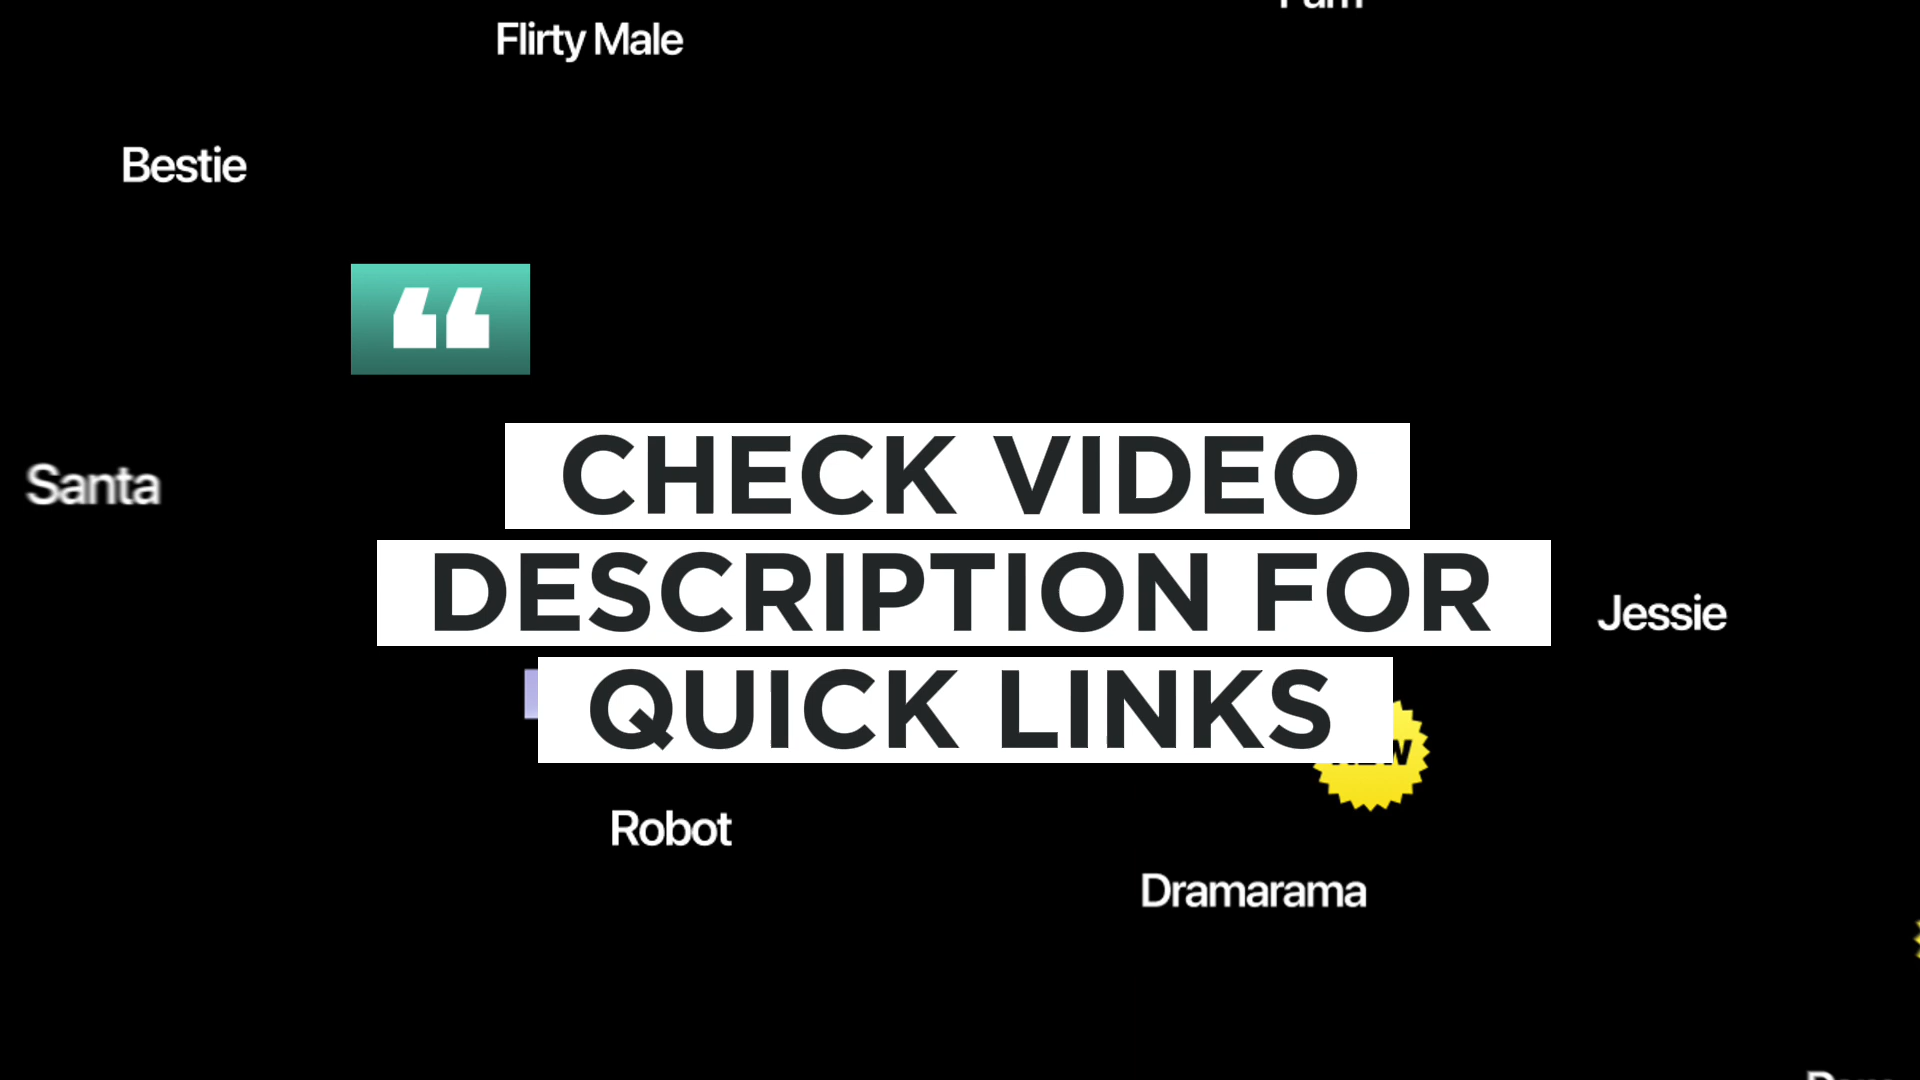 Flirty Male
Bestie
“
CHECK VIDEO
Santa
DESCRIPTION FOR
Jessie
QUICK LINKS
Robot
Dramarama